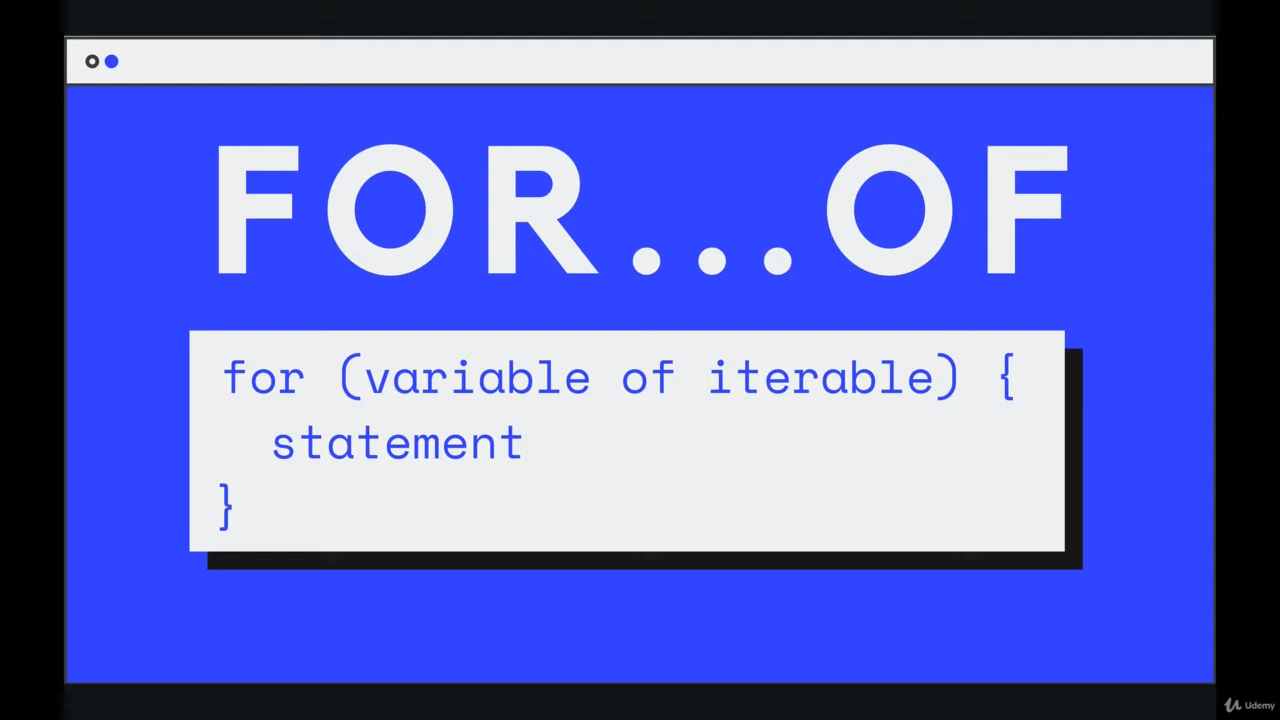 FOR...OF
for (variable of iterable) {
statement
}
Udemy